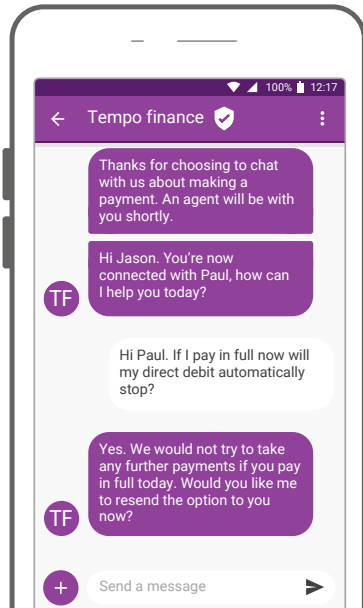 100% 12:17
Tempo finance
Thanks for choosing to chat
with us about making a
payment. An agent will be with
you shortly.
Hi Jason. You’re now
connected with Paul, how can
I help you today?
TF
Hi Paul. If I pay in full now will
my direct debit automatically
stop?
Yes. We would not try to take
any further payments if you pay
in full today. Would you like me
to resend the option to you
now?
TF
Send a message